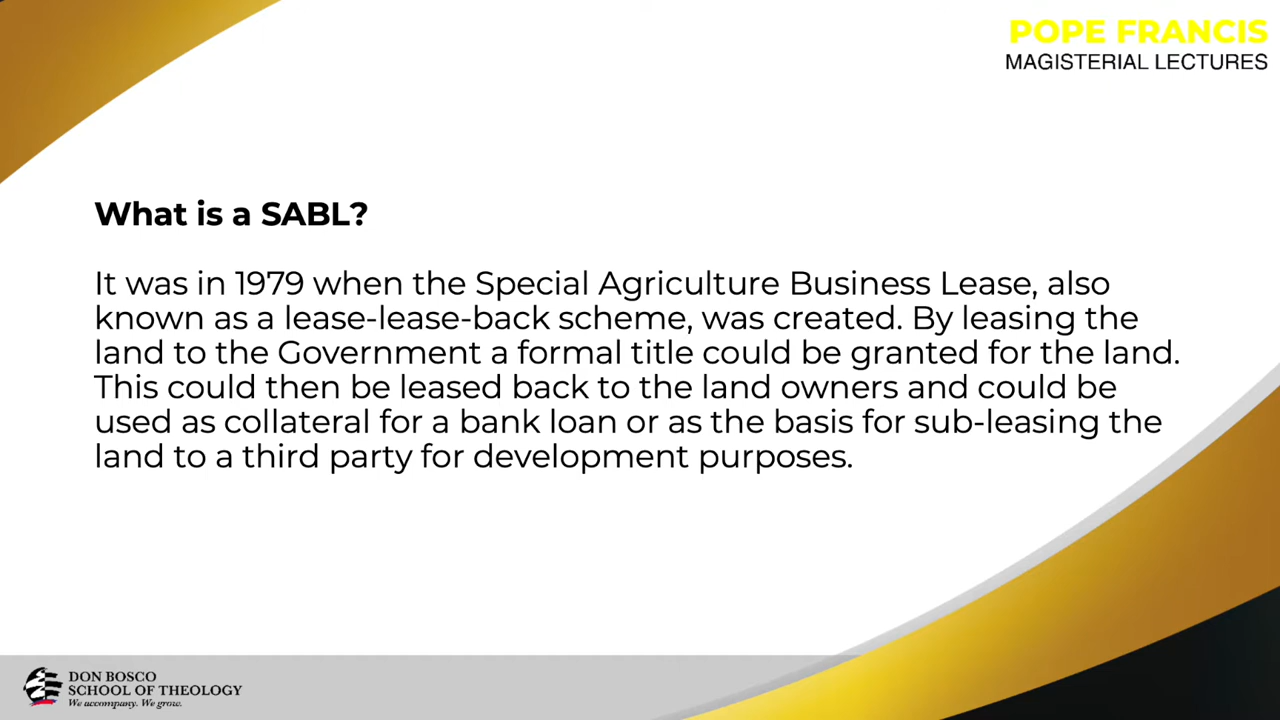 POPE FRANCIS
MAGISTERIAL LECTURES
What is a SABL?
It was in 1979 when the Special Agriculture Business Lease, also
known as a lease-lease-back scheme, was created. By leasing the
land to the Government a formal title could be granted for the land.
This could then be leased back to the land owners and could be
used as collateral for a bank loan or as the basis for sub-leasing the
land to a third party for development purposes.
DON BOSCO
SCHOOL OF THEOLOGY
We accompany. We grow.